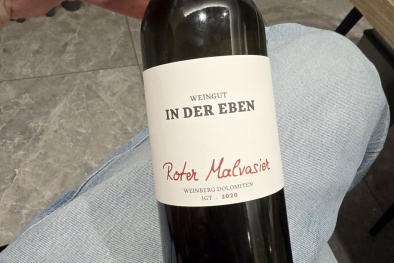 WEINGUT
IN DER EBEN
Roter Malvasier
WEINBERG DOLOMITEN
IGT . 2020